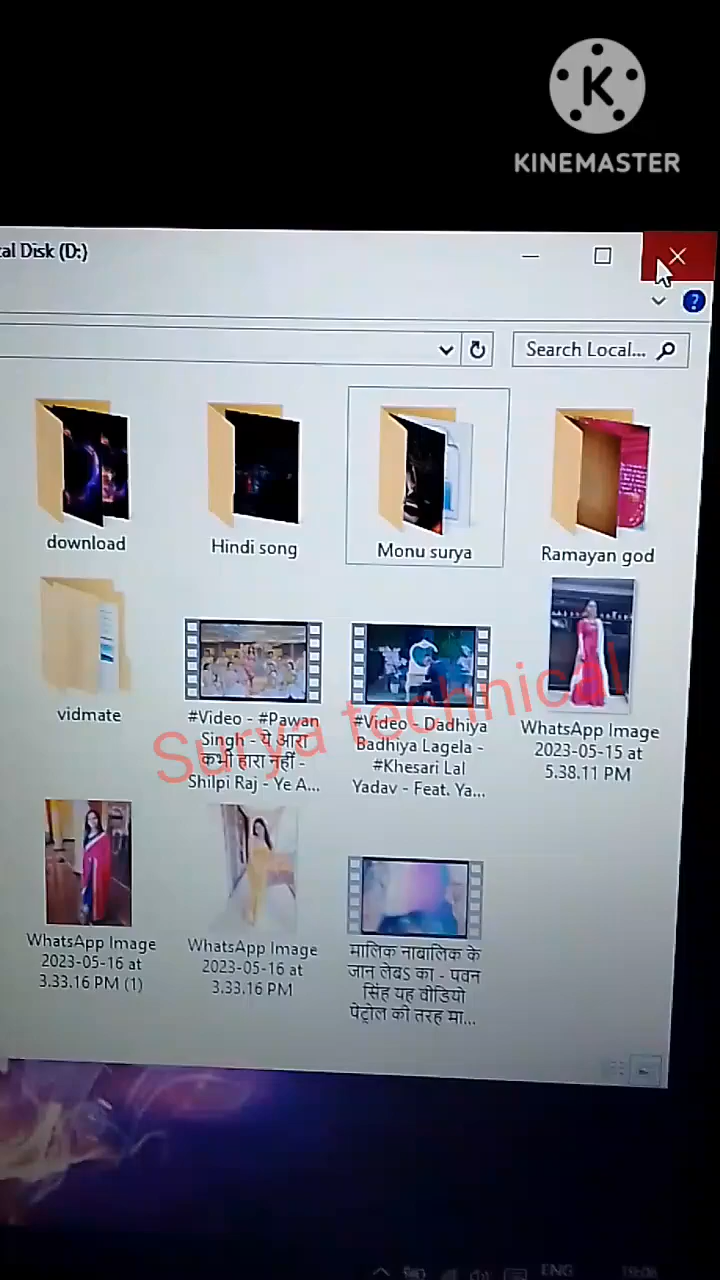 KINEMASTER
cal Disk (D:)
Search Local...
download
Hindi song
Monu surya
Ramayan god
vidmate
#Video - #Pawan
Singh - ये आरा
कभी हारा नहीं -
Shilpi Raj - Ye A...
#Video - Dadhiya
Badhiya Lagela -
#Khesari Lal
Yadav - Feat. Ya...
WhatsApp Image
2023-05-15 at
5.38.11 PM
Surya technical
WhatsApp Image
2023-05-16 at
3.33.16 PM (1)
WhatsApp Image
2023-05-16 at
3.33.16 PM
मालिक नाबालिक के
जान लेबS का - पवन
सिंह यह वीडियो
पेट्रोल की तरह मा...
ENG